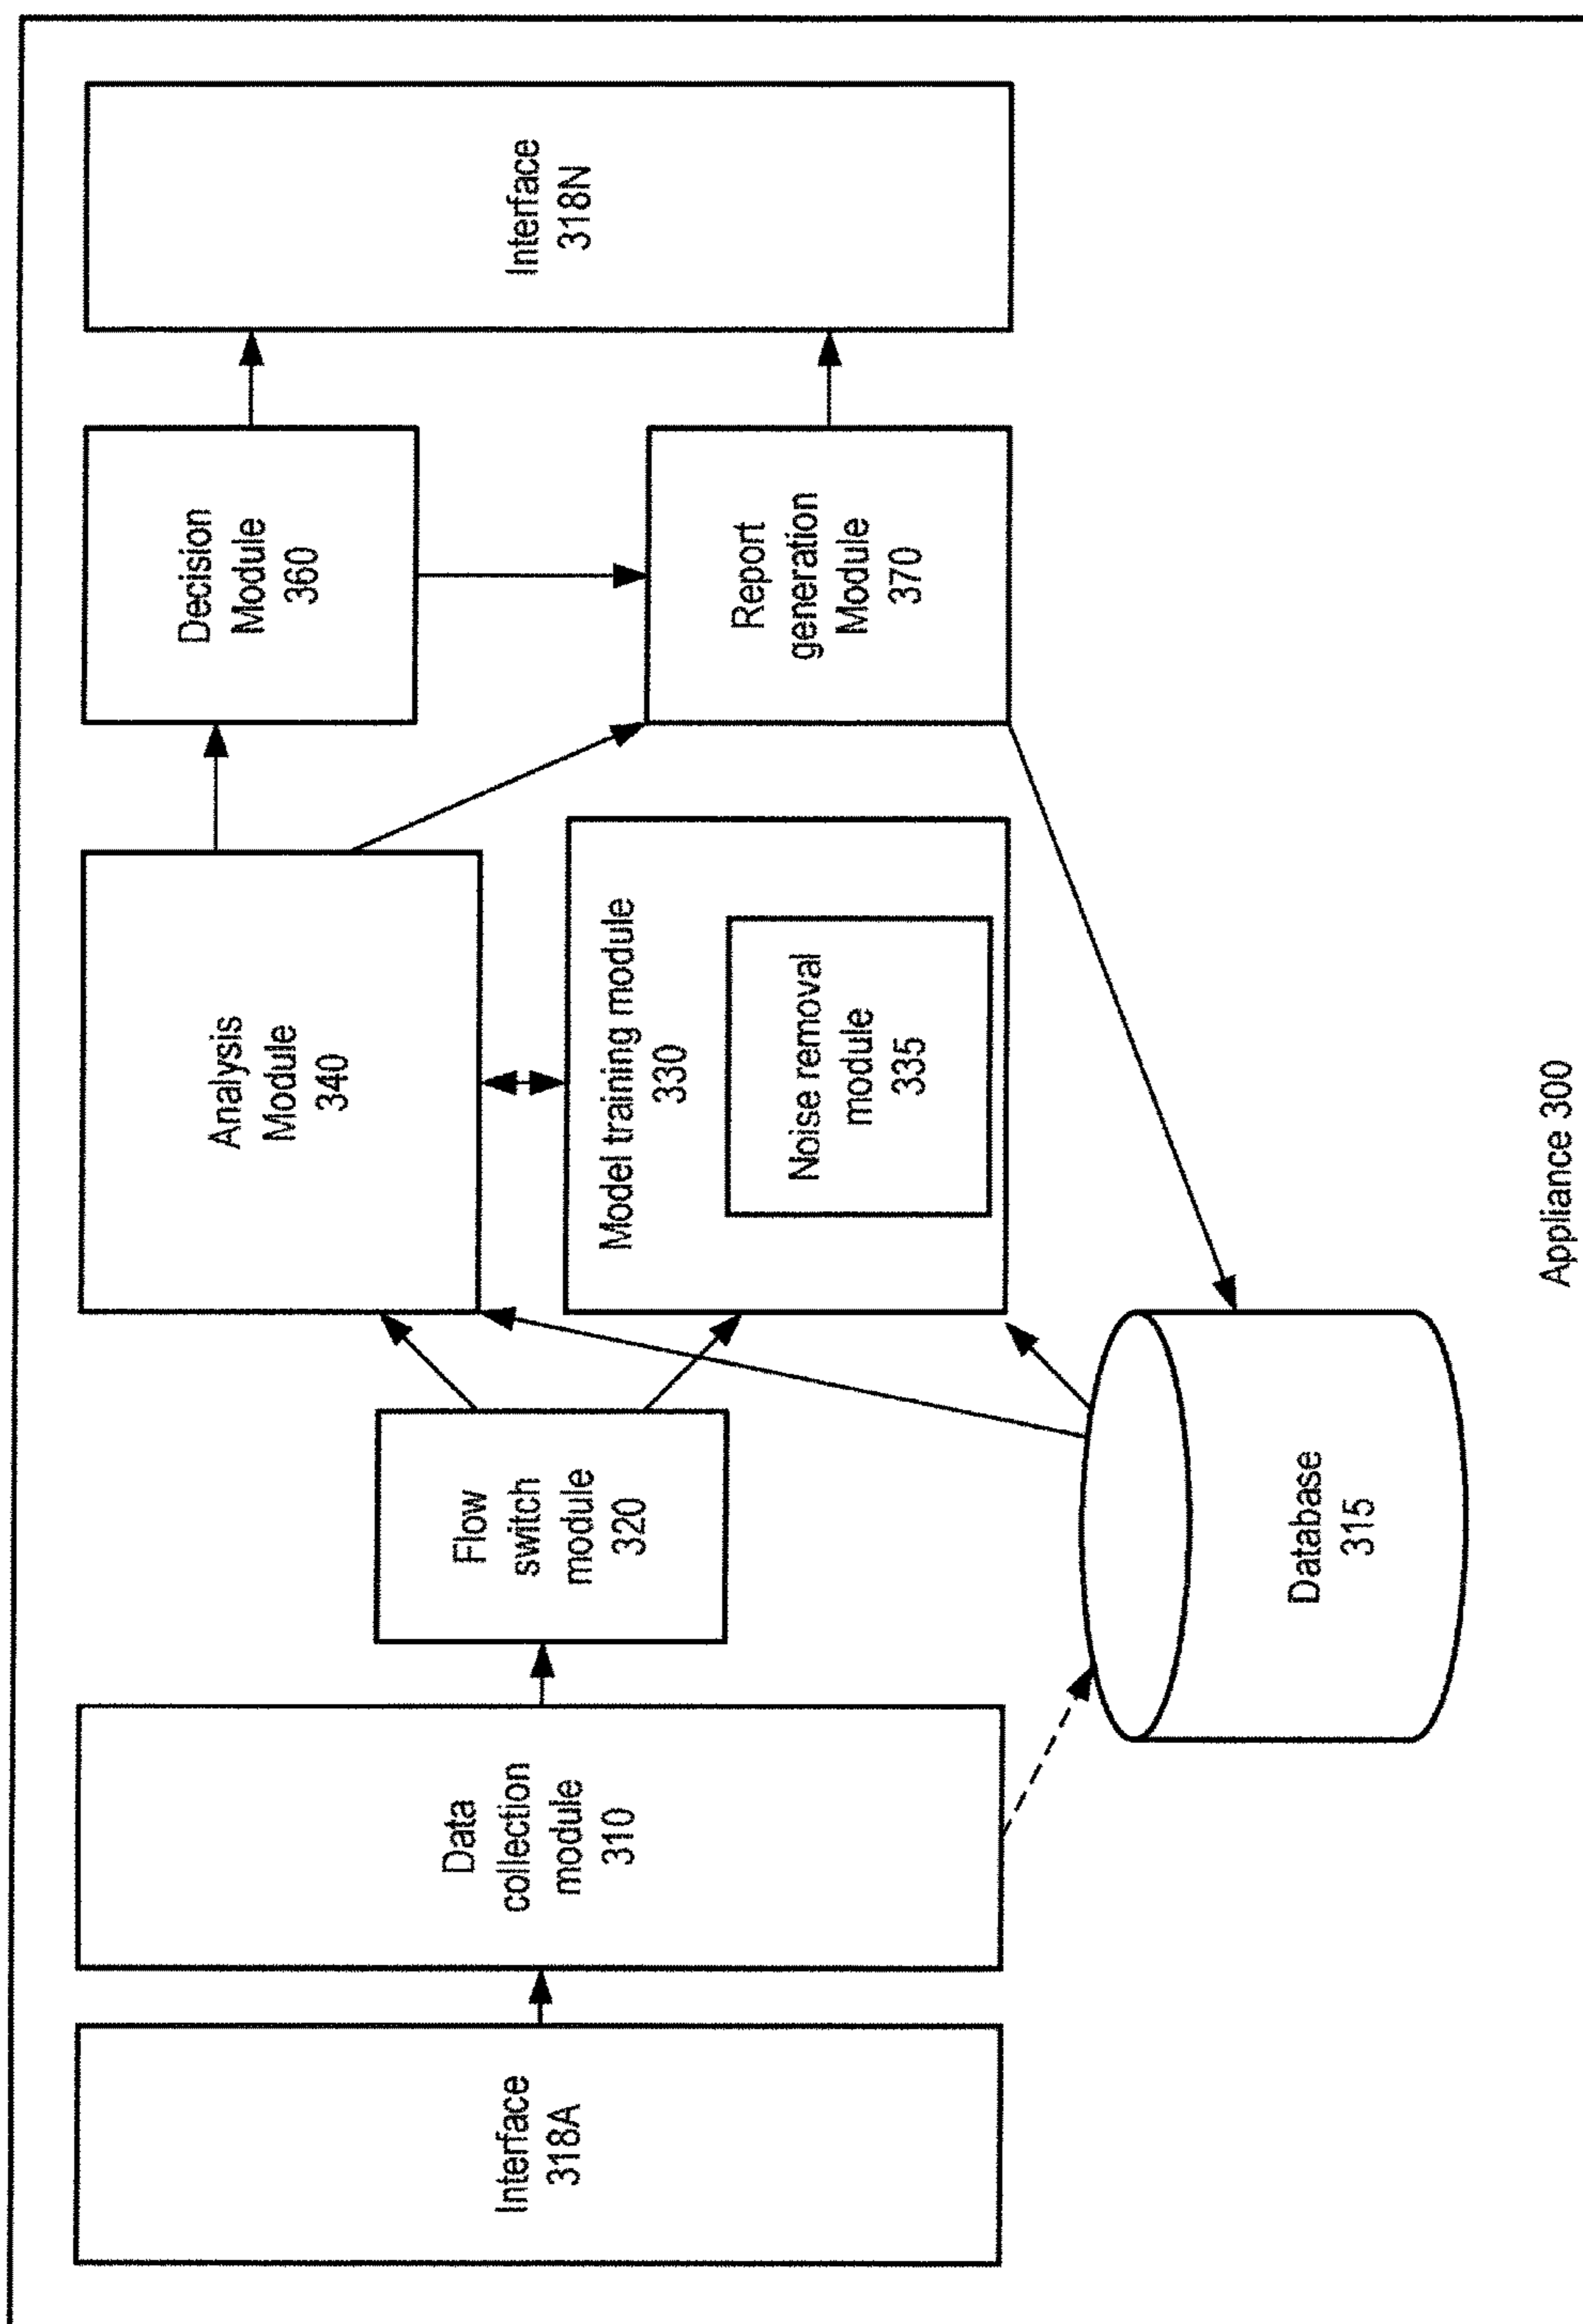 Interface
318A
Data
collection
module
310
Flow
switch
module
320
Analysis
Module
340
Model training module
330
Noise removal
module
335
Decision
Module
360
Report
generation
Module
370
Interface
318N
Database
315
Appliance 300